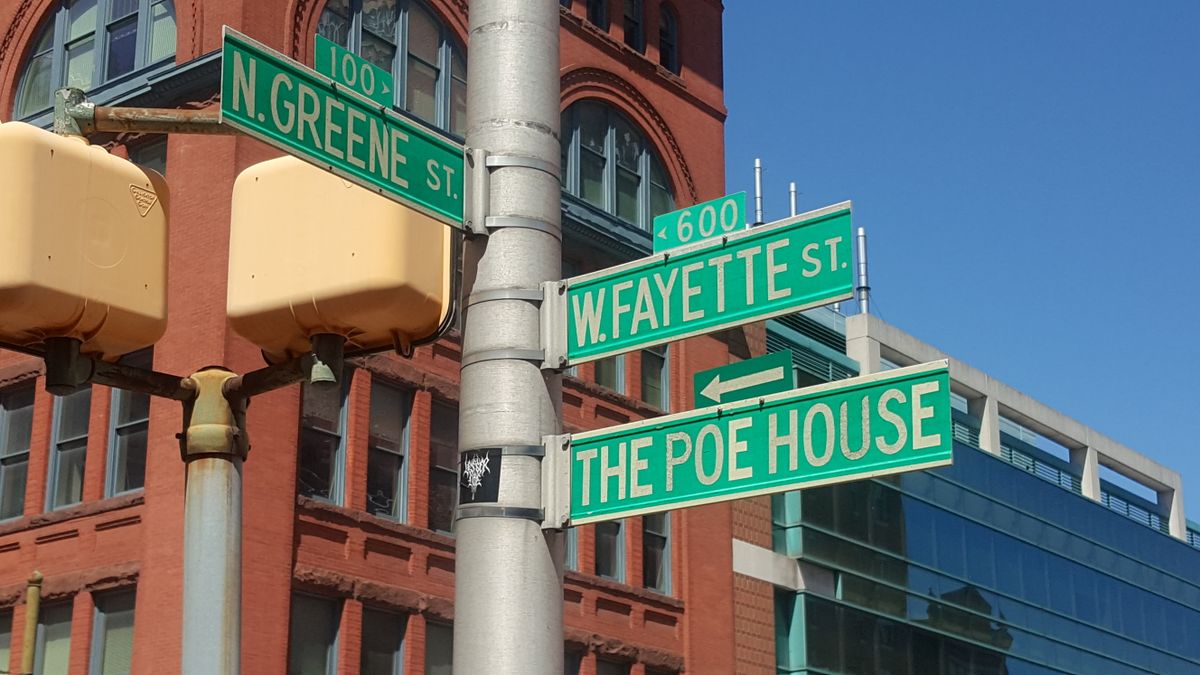 100 >
N. GREENE ST.
< 600
W. FAYETTE ST.
←
THE POE HOUSE